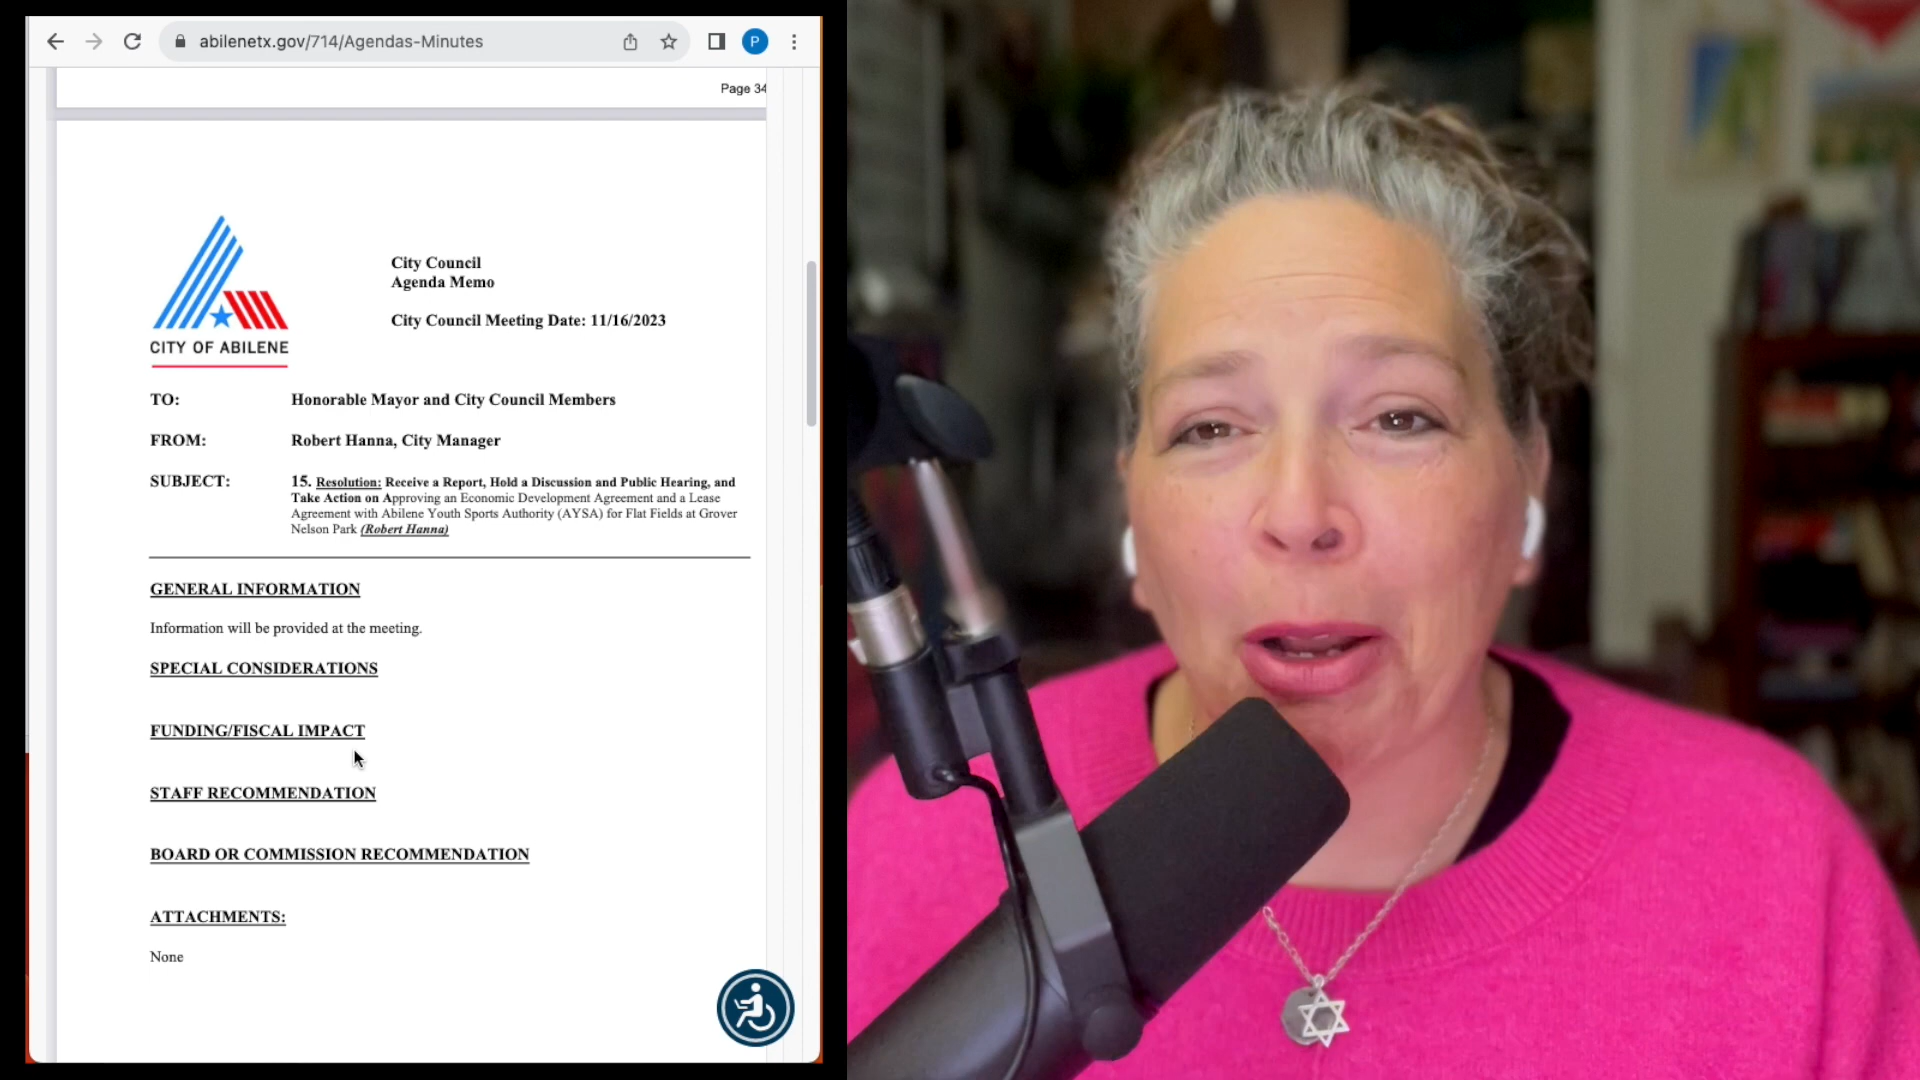 abilenetx.gov/714/Agendas-Minutes
P
Page 34
CITY OF ABILENE
City Council
Agenda Memo
City Council Meeting Date: 11/16/2023
TO: Honorable Mayor and City Council Members
FROM: Robert Hanna, City Manager
SUBJECT: 15. Resolution: Receive a Report, Hold a Discussion and Public Hearing, and
Take Action on Approving an Economic Development Agreement and a Lease
Agreement with Abilene Youth Sports Authority (AYSA) for Flat Fields at Grover
Nelson Park (Robert Hanna)
GENERAL INFORMATION
Information will be provided at the meeting.
SPECIAL CONSIDERATIONS
FUNDING/FISCAL IMPACT
STAFF RECOMMENDATION
BOARD OR COMMISSION RECOMMENDATION
ATTACHMENTS:
None